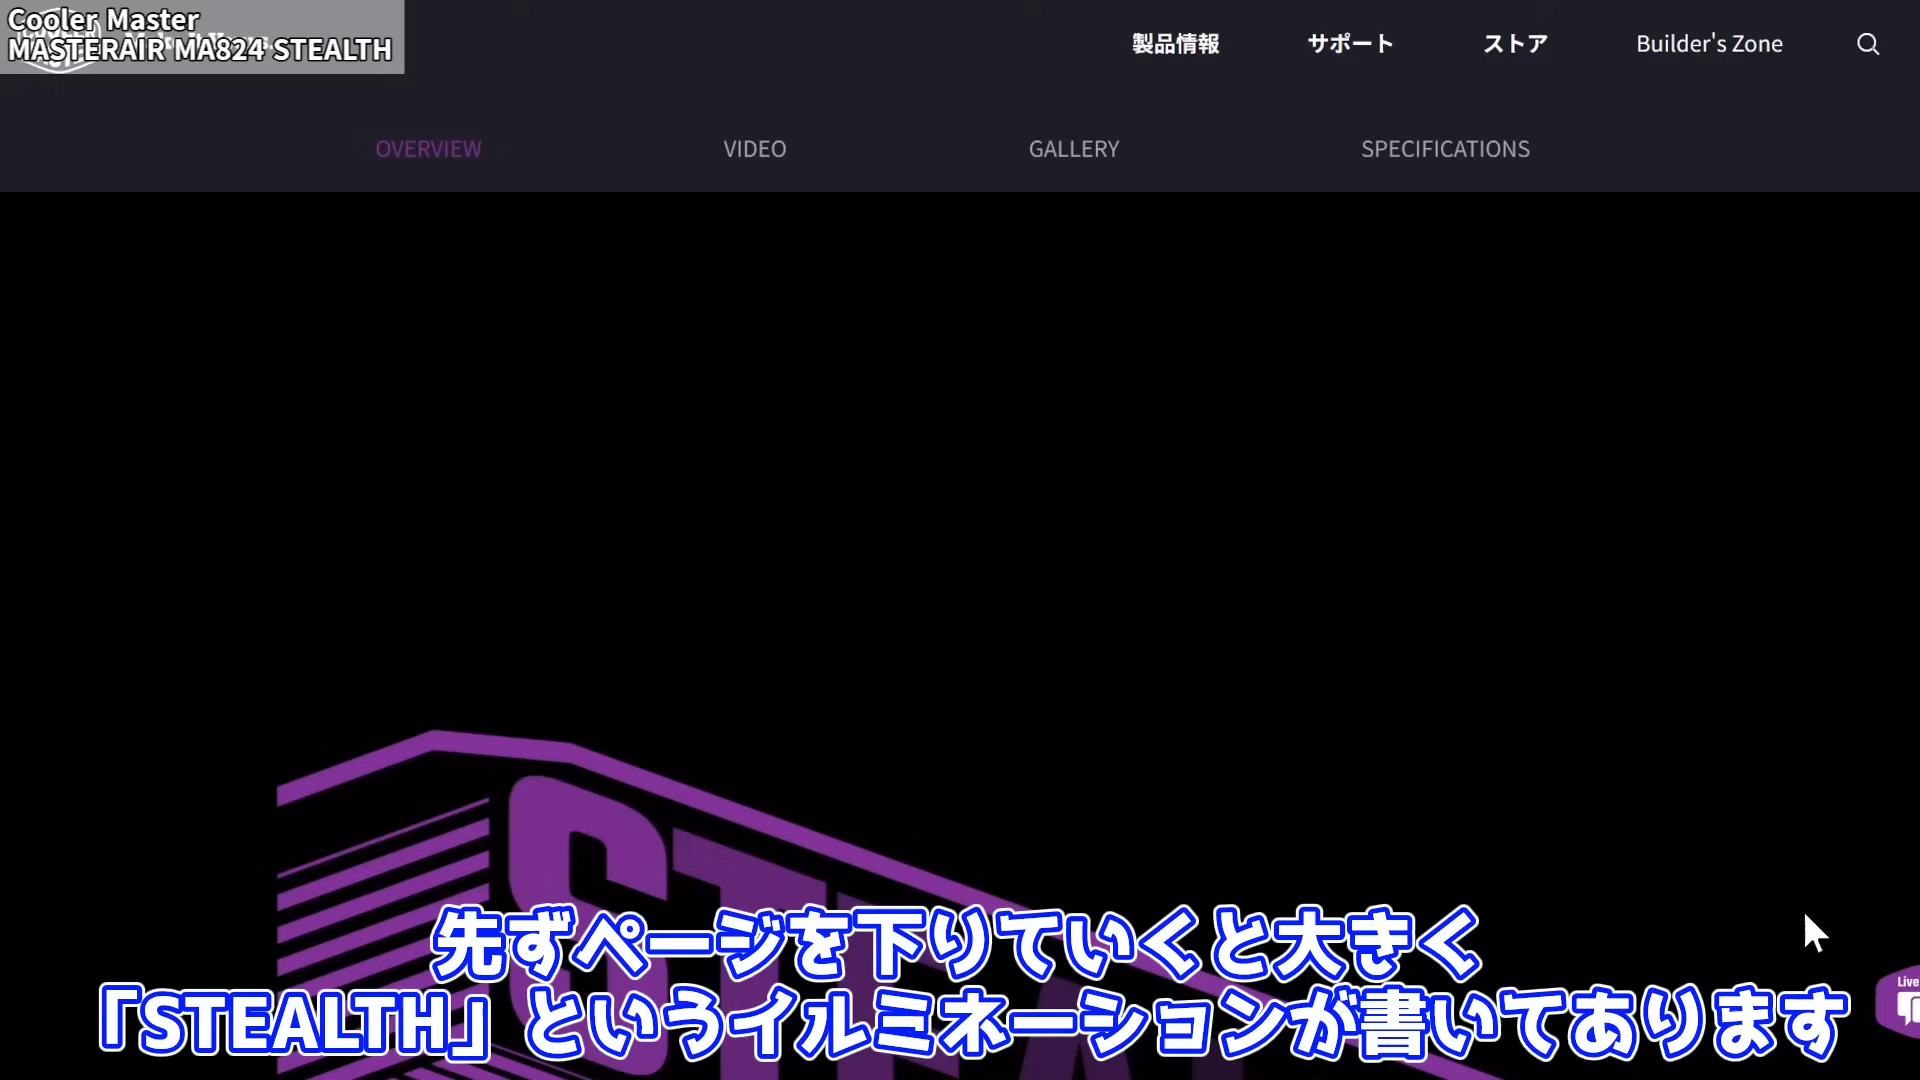 Cooler Master
MASTERAIR MA824 STEALTH
製品情報
サポート
ストア
Builder's Zone
OVERVIEW
VIDEO
GALLERY
SPECIFICATIONS
先ずページを下りていくと大きく
「STEALTH」というイルミネーションが書いてあります
Live